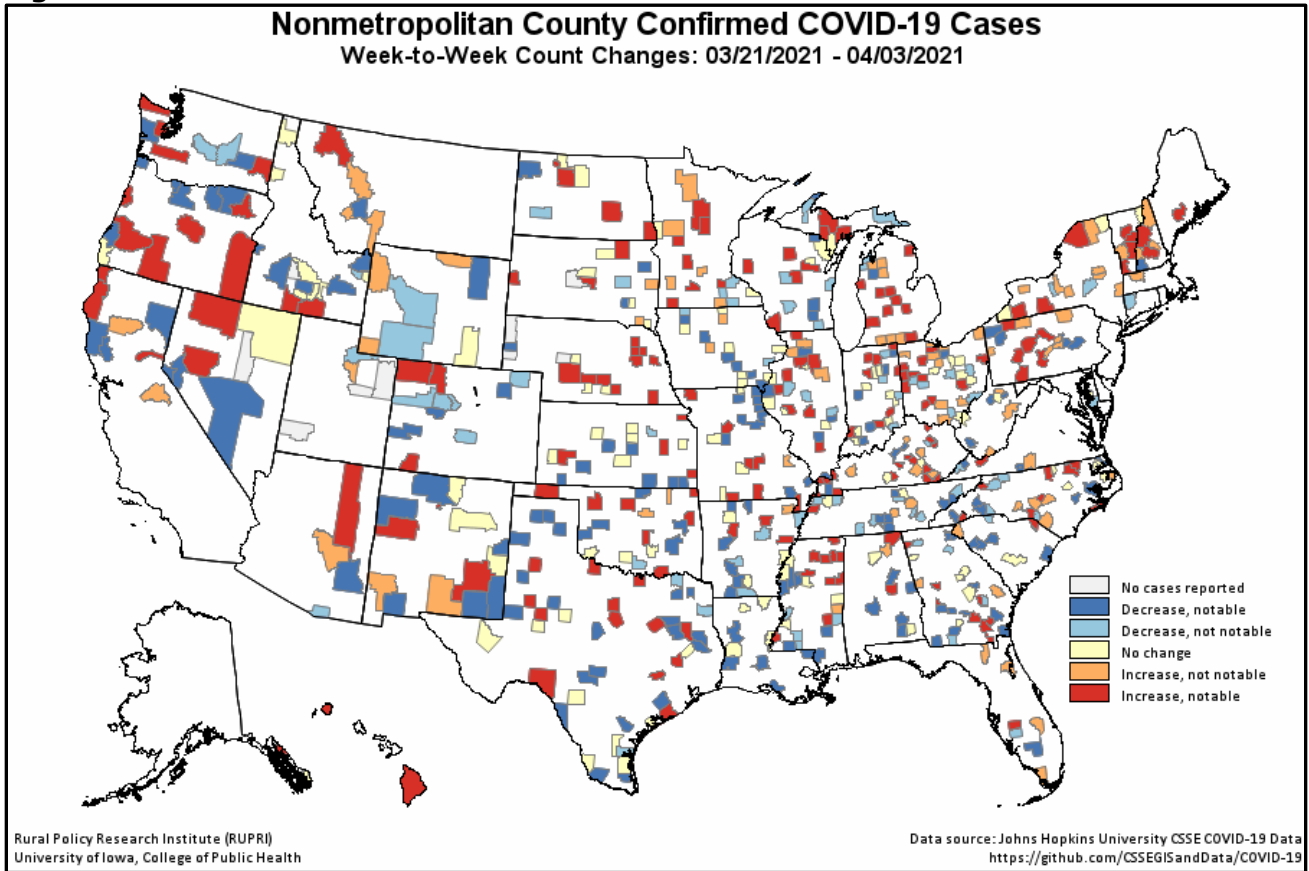 Nonmetropolitan County Confirmed COVID-19 Cases
Week-to-Week Count Changes: 03/21/2021 - 04/03/2021
No cases reported
Decrease, notable
Decrease, not notable
No change
Increase, not notable
Increase, notable
Rural Policy Research Institute (RUPRI)
University of Iowa, College of Public Health
Data source: Johns Hopkins University CSSE COVID-19 Data
https://github.com/CSSEGISandData/COVID-19